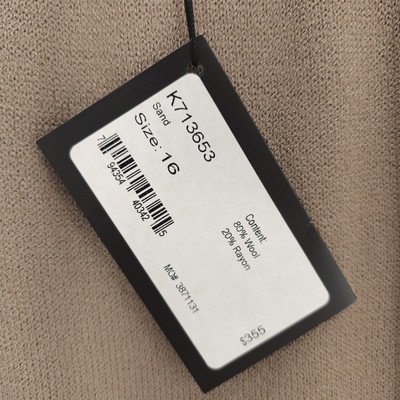 K713653
Sand
Size: 16
7 94354 40342 5
Content:
80% Wool
20% Rayon
MO# 3871131
$355